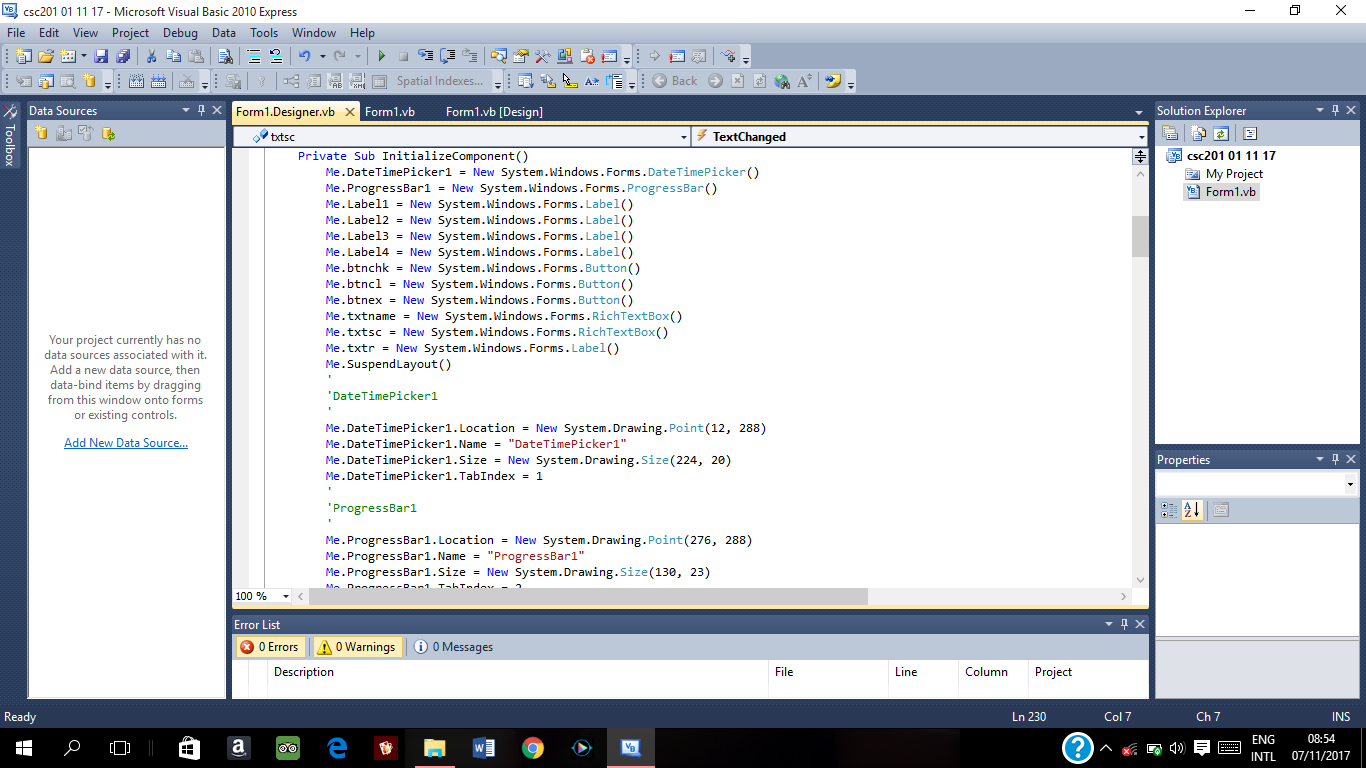 csc201 01 11 17 - Microsoft Visual Basic 2010 Express
File Edit View Project Debug Data Tools Window Help
Spatial Indexes...
Back
Toolbox
Data Sources
Your project currently has no
data sources associated with it.
Add a new data source, then
data-bind items by dragging
from this window onto forms
or existing controls.
Add New Data Source...
Form1.Designer.vb Form1.vb Form1.vb [Design]
txtsc TextChanged
Private Sub InitializeComponent()
Me.DateTimePicker1 = New System.Windows.Forms.DateTimePicker()
Me.ProgressBar1 = New System.Windows.Forms.ProgressBar()
Me.Label1 = New System.Windows.Forms.Label()
Me.Label2 = New System.Windows.Forms.Label()
Me.Label3 = New System.Windows.Forms.Label()
Me.Label4 = New System.Windows.Forms.Label()
Me.btnchk = New System.Windows.Forms.Button()
Me.btncl = New System.Windows.Forms.Button()
Me.btnex = New System.Windows.Forms.Button()
Me.txtname = New System.Windows.Forms.RichTextBox()
Me.txtsc = New System.Windows.Forms.RichTextBox()
Me.txtr = New System.Windows.Forms.Label()
Me.SuspendLayout()
'
'DateTimePicker1
'
Me.DateTimePicker1.Location = New System.Drawing.Point(12, 288)
Me.DateTimePicker1.Name = "DateTimePicker1"
Me.DateTimePicker1.Size = New System.Drawing.Size(224, 20)
Me.DateTimePicker1.TabIndex = 1
'
'ProgressBar1
'
Me.ProgressBar1.Location = New System.Drawing.Point(276, 288)
Me.ProgressBar1.Name = "ProgressBar1"
Me.ProgressBar1.Size = New System.Drawing.Size(130, 23)
Me.ProgressBar1.TabIndex = 2
100 %
Error List
0 Errors 0 Warnings 0 Messages
Description File Line Column Project
Solution Explorer
csc201 01 11 17
My Project
Form1.vb
Properties
Ready Ln 230 Col 7 Ch 7 INS
ENG
INTL
08:54
07/11/2017